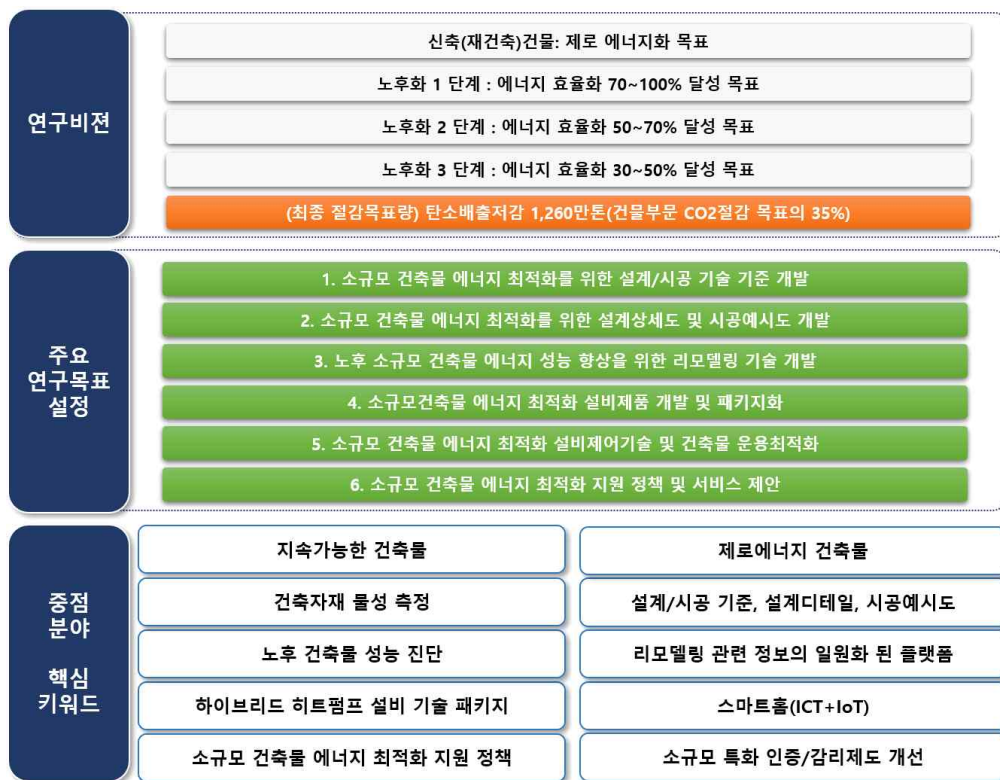 연구비젼
신축(재건축)건물: 제로 에너지화 목표
노후화 1 단계 : 에너지 효율화 70~100% 달성 목표
노후화 2 단계 : 에너지 효율화 50~70% 달성 목표
노후화 3 단계 : 에너지 효율화 30~50% 달성 목표
(최종 절감목표량) 탄소배출저감 1,260만톤(건물부문 CO2절감 목표의 35%)
주요
연구목표
설정
1. 소규모 건축물 에너지 최적화를 위한 설계/시공 기술 기준 개발
2. 소규모 건축물 에너지 최적화를 위한 설계상세도 및 시공예시도 개발
3. 노후 소규모 건축물 에너지 성능 향상을 위한 리모델링 기술 개발
4. 소규모건축물 에너지 최적화 설비제품 개발 및 패키지화
5. 소규모 건축물 에너지 최적화 설비제어기술 및 건축물 운용최적화
6. 소규모 건축물 에너지 최적화 지원 정책 및 서비스 제안
중점
분야
핵심
키워드
지속가능한 건축물
제로에너지 건축물
건축자재 물성 측정
설계/시공 기준, 설계디테일, 시공예시도
노후 건축물 성능 진단
리모델링 관련 정보의 일원화 된 플랫폼
하이브리드 히트펌프 설비 기술 패키지
스마트홈(ICT+IoT)
소규모 건축물 에너지 최적화 지원 정책
소규모 특화 인증/감리제도 개선